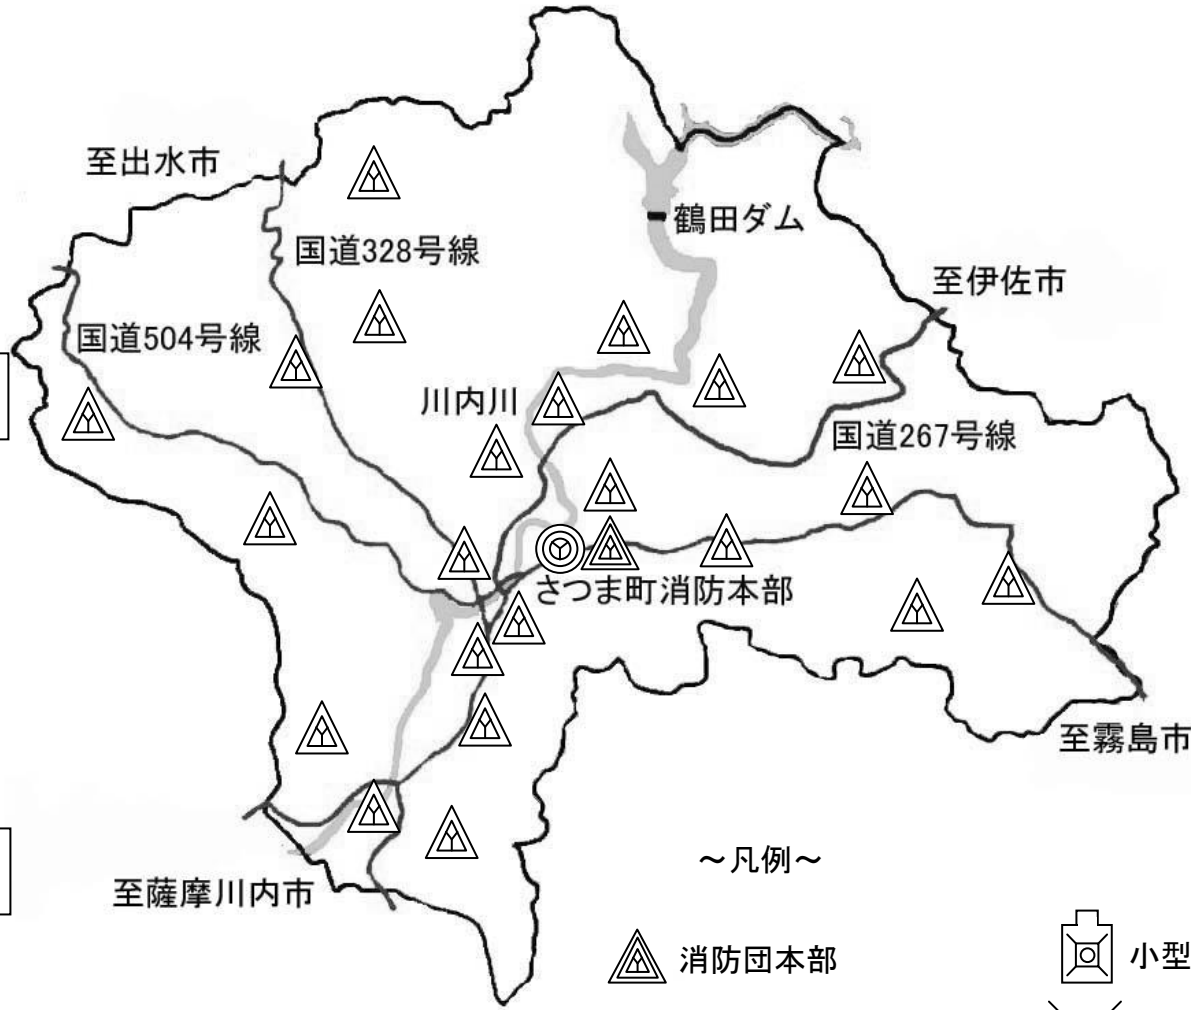 至出水市
鶴田ダム
国道328号線
至伊佐市
国道504号線
川内川
国道267号線
さつま町消防本部
至霧島市
～凡例～
至薩摩川内市
消防団本部
小型